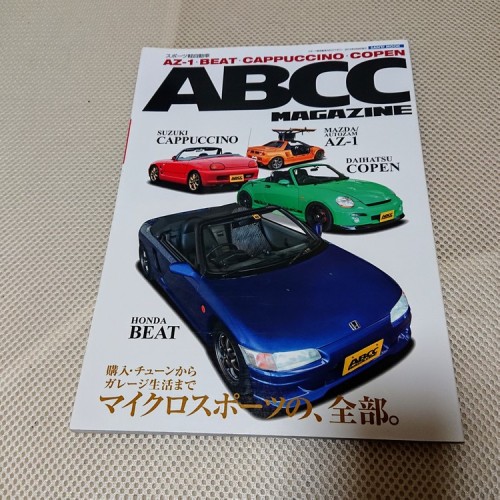 スポーツ軽自動車
AZ-1・BEAT・CAPPUCCINO・COPEN
ABCC
MAGAZINE
SUZUKI
CAPPUCCINO
MAZDA/
AUTOZAM
AZ-1
DAIHATSU
COPEN
HONDA
BEAT
ABCC
ABCC
購入・チューンから
ガレージ生活まで
マイクロスポーツの、全部。